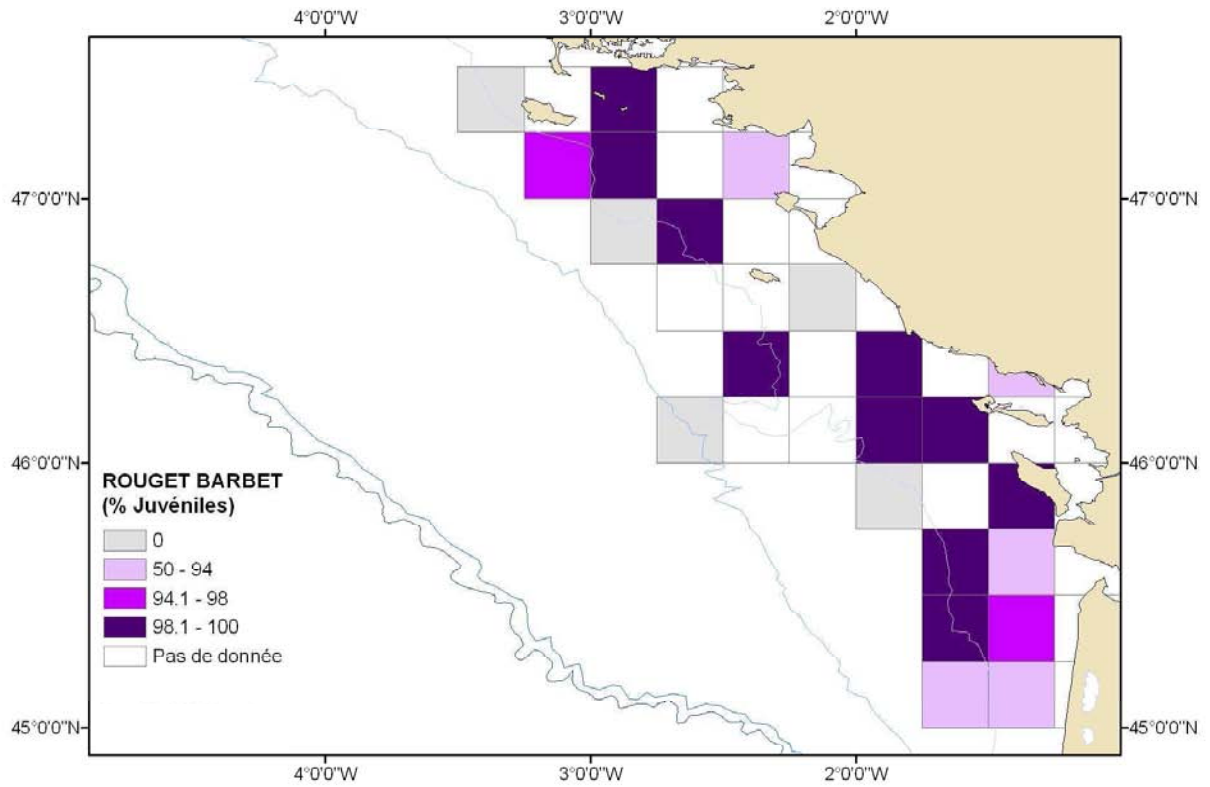 4°0'0"W 3°0'0"W 2°0'0"W
47°0'0"N 47°0'0"N
46°0'0"N 46°0'0"N
ROUGET BARBET
(% Juvéniles)
0
50 - 94
94.1 - 98
98.1 - 100
Pas de donnée
45°0'0"N 45°0'0"N
4°0'0"W 3°0'0"W 2°0'0"W